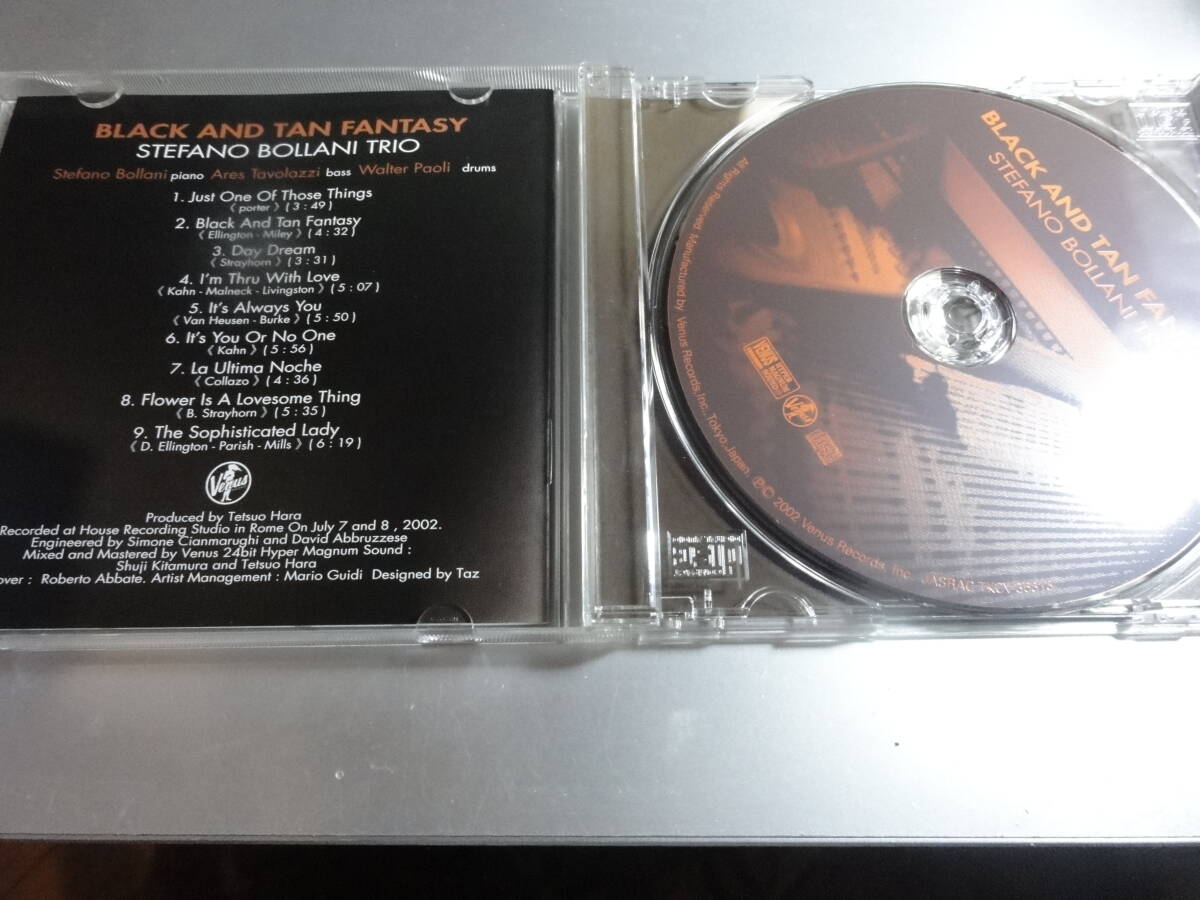 BLACK AND TAN FANTASY
STEFANO BOLLANI TRIO
Stefano Bollani piano Ares Tavolazzi bass Walter Paoli drums
1. Just One Of Those Things
《 porter 》 ( 3 : 49 )
2. Black And Tan Fantasy
《 Ellington - Miley 》 ( 4 : 32 )
3. Day Dream
《 Strayhorn 》 ( 3 : 31 )
4. I'm Thru With Love
《 Kahn - Malneck - Livingston 》 ( 5 : 07 )
5. It's Always You
《 Van Heusen - Burke 》 ( 5 : 50 )
6. It's You Or No One
《 Kahn 》 ( 5 : 56 )
7. La Ultima Noche
《 Collazo 》 ( 4 : 36 )
8. Flower Is A Lovesome Thing
《 B. Strayhorn 》 ( 5 : 35 )
9. The Sophisticated Lady
《 D. Ellington - Parish - Mills 》 ( 6 : 19 )
Venus
Produced by Tetsuo Hara
Recorded at House Recording Studio in Rome On July 7 and 8 , 2002.
Engineered by Simone Cianmarughi and David Abbruzzese
Mixed and Mastered by Venus 24bit Hyper Magnum Sound :
Shuji Kitamura and Tetsuo Hara
over : Roberto Abbate. Artist Management : Mario Guidi Designed by Taz
BLACK AND TAN FAN
STEFANO BOLLANI T
VENUS HYPER MAGNUM SOUND
Venus
All Rights Reserved. Manufactured by Venus Records, Inc., Tokyo, Japan. ℗© 2002 Venus Records, Inc. JASRAC